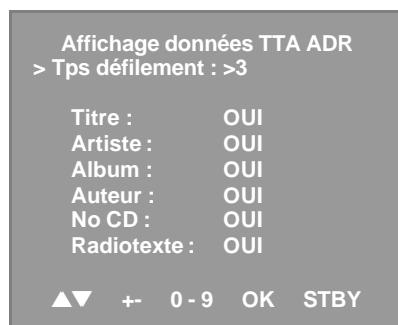 Affichage données TTA ADR
> Tps défilement : >3
Titre : OUI
Artiste : OUI
Album : OUI
Auteur : OUI
No CD : OUI
Radiotexte : OUI
▲▼ +- 0 - 9 OK STBY